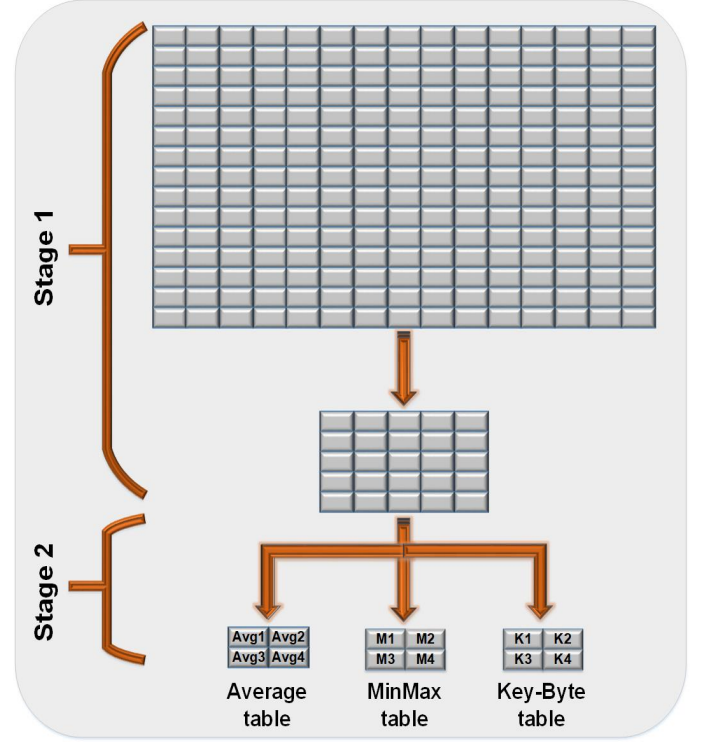 Stage 1
Stage 2
Avg1 Avg2
Avg3 Avg4
Average
table
M1 M2
M3 M4
MinMax
table
K1 K2
K3 K4
Key-Byte
table